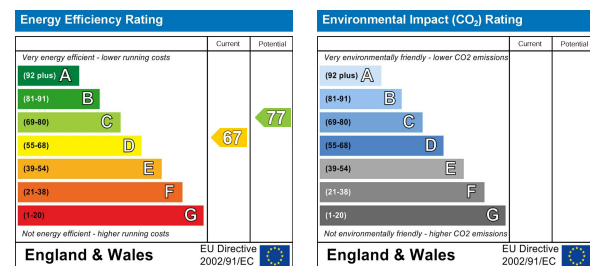 Energy Efficiency Rating
Current Potential
Very energy efficient - lower running costs
(92 plus) A
(81-91) B
(69-80) C
77
(55-68) D
67
(39-54) E
(21-38) F
(1-20) G
Not energy efficient - higher running costs
England & Wales
EU Directive
2002/91/EC
Environmental Impact (CO₂) Rating
Current Potential
Very environmentally friendly - lower CO2 emissions
(92 plus) A
(81-91) B
(69-80) C
(55-68) D
(39-54) E
(21-38) F
(1-20) G
Not environmentally friendly - higher CO2 emissions
England & Wales
EU Directive
2002/91/EC